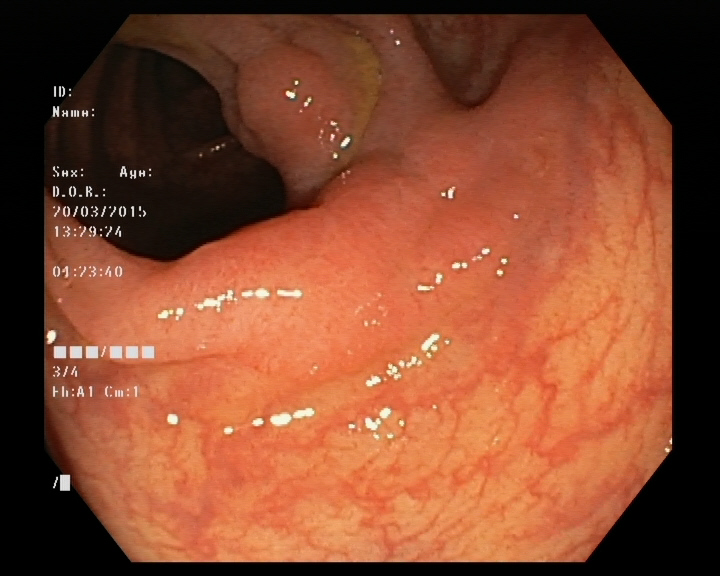 ID:
Name:
Sex: Age:
D.O.B.:
20/03/2015
13:29:24
04:23:40
■■■/■■■
3/4
Eh:A1 Cm:1
/■